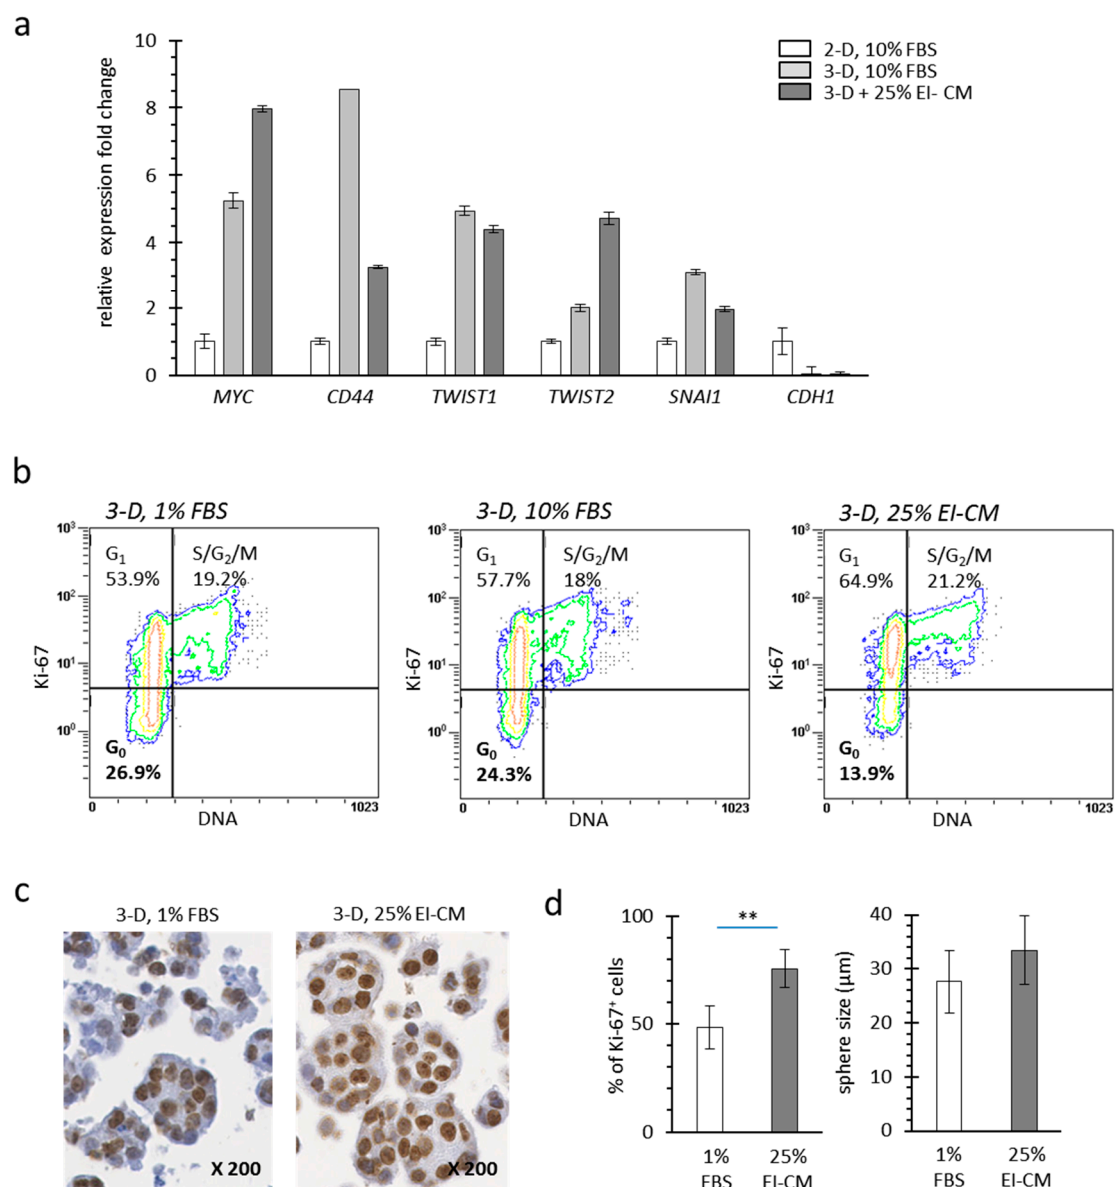 a
relative expression fold change
10
8
6
4
2
0
2-D, 10% FBS
3-D, 10% FBS
3-D + 25% EI- CM
MYC CD44 TWIST1 TWIST2 SNAI1 CDH1
b
3-D, 1% FBS
Ki-67
10³
10²
10¹
10⁰
G₁
53.9%
S/G₂/M
19.2%
G₀
26.9%
0 1023
DNA
3-D, 10% FBS
Ki-67
10³
10²
10¹
10⁰
G₁
57.7%
S/G₂/M
18%
G₀
24.3%
0 1023
DNA
3-D, 25% EI-CM
Ki-67
10³
10²
10¹
10⁰
G₁
64.9%
S/G₂/M
21.2%
G₀
13.9%
0 1023
DNA
c
3-D, 1% FBS
X 200
3-D, 25% EI-CM
X 200
d
% of Ki-67⁺ cells
100
50
0
**
1% 25%
FBS EI-CM
sphere size (µm)
40
30
20
10
0
1% 25%
FBS EI-CM